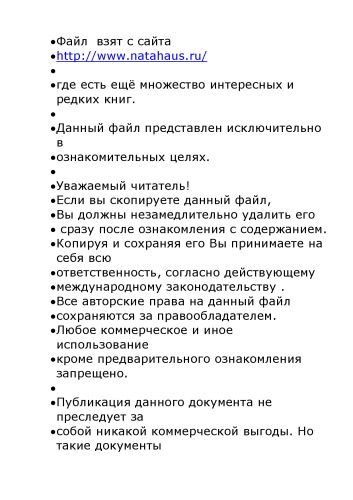 •Файл  взят с сайта
•http://www.natahaus.ru/
•
•где есть ещё множество интересных и
редких книг.
•
•Данный файл представлен исключительно
в
•ознакомительных целях.
•
•Уважаемый читатель!
•Если вы скопируете данный файл,
•Вы должны незамедлительно удалить его
• сразу после ознакомления с содержанием.
•Копируя и сохраняя его Вы принимаете на
себя всю
•ответственность, согласно действующему
•международному законодательству .
•Все авторские права на данный файл
•сохраняются за правообладателем.
•Любое коммерческое и иное
использование
•кроме предварительного ознакомления
запрещено.
•
•Публикация данного документа не
преследует за
•собой никакой коммерческой выгоды. Но
такие документы